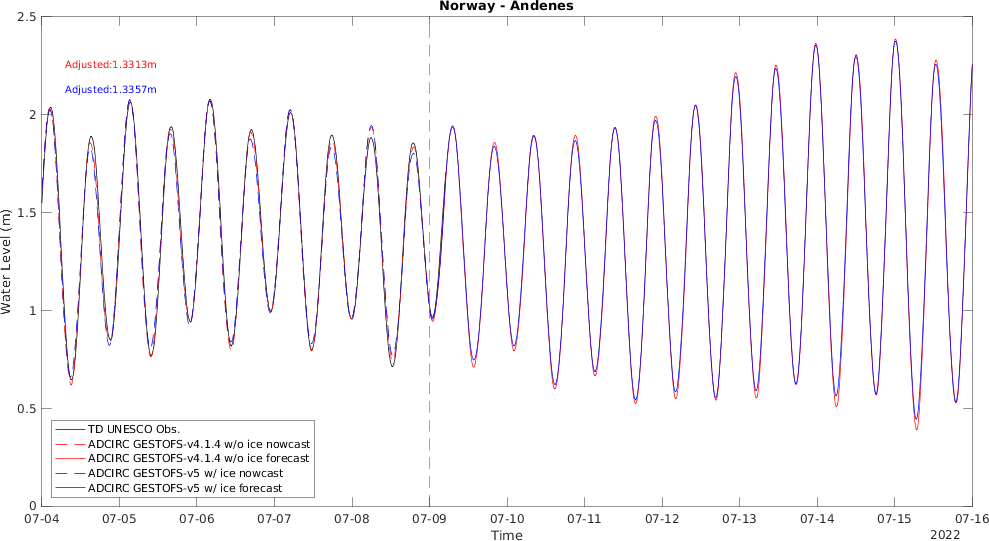 Norway - Andenes
2.5
Adjusted:1.3313m
Adjusted:1.3357m
2
1.5
Water Level (m)
1
0.5
TD UNESCO Obs.
ADCIRC GESTOFS-v4.1.4 w/o ice nowcast
ADCIRC GESTOFS-v4.1.4 w/o ice forecast
ADCIRC GESTOFS-v5 w/ ice nowcast
ADCIRC GESTOFS-v5 w/ ice forecast
0
07-04 07-05 07-06 07-07 07-08 07-09 07-10 07-11 07-12 07-13 07-14 07-15 07-16
Time
2022